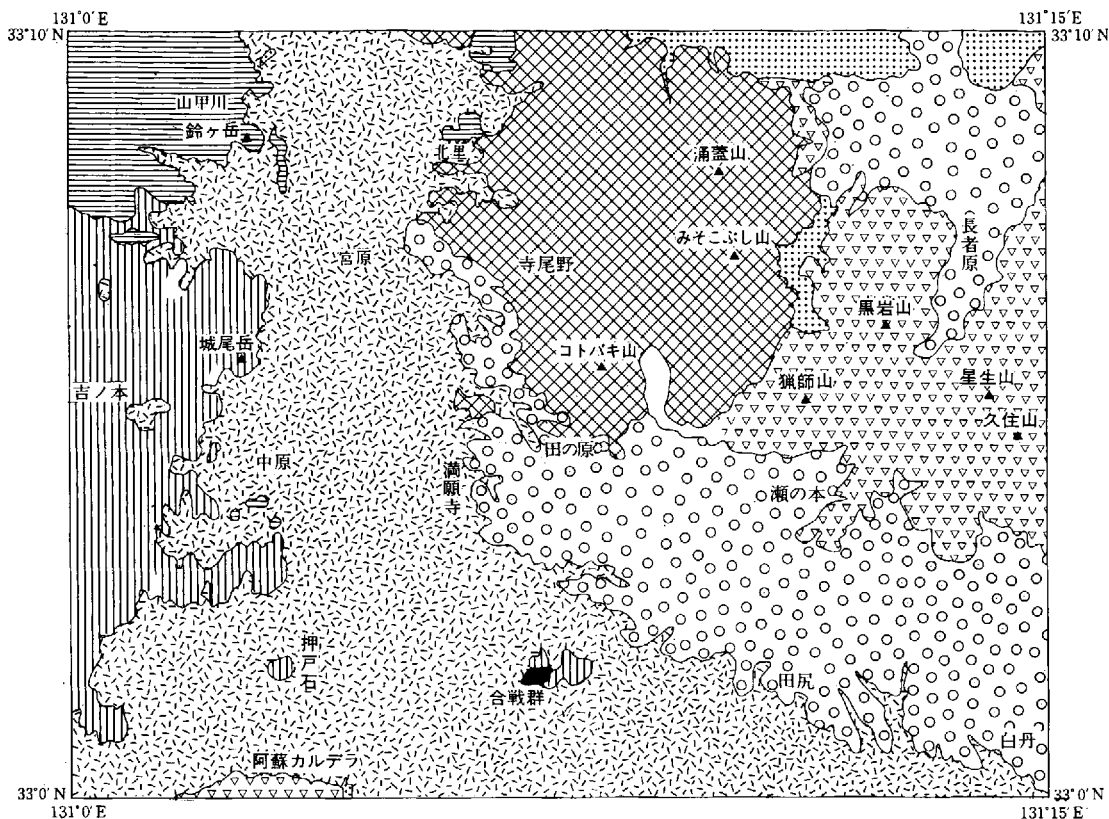 131°0′E
131°15′E
33°10′N
33°10′N
山甲川
鈴ヶ岳
北里
涌蓋山
みそこぶし山
長者原
宮原
寺尾野
黒岩山
城尾岳
コトバキ山
猟師山
星生山
吉ノ本
久住山
中原
田の原
満願寺
瀬の本
押戸石
田尻
合戦群
白丹
阿蘇カルデラ
33°0′N
33°0′N
131°0′E
131°15′E